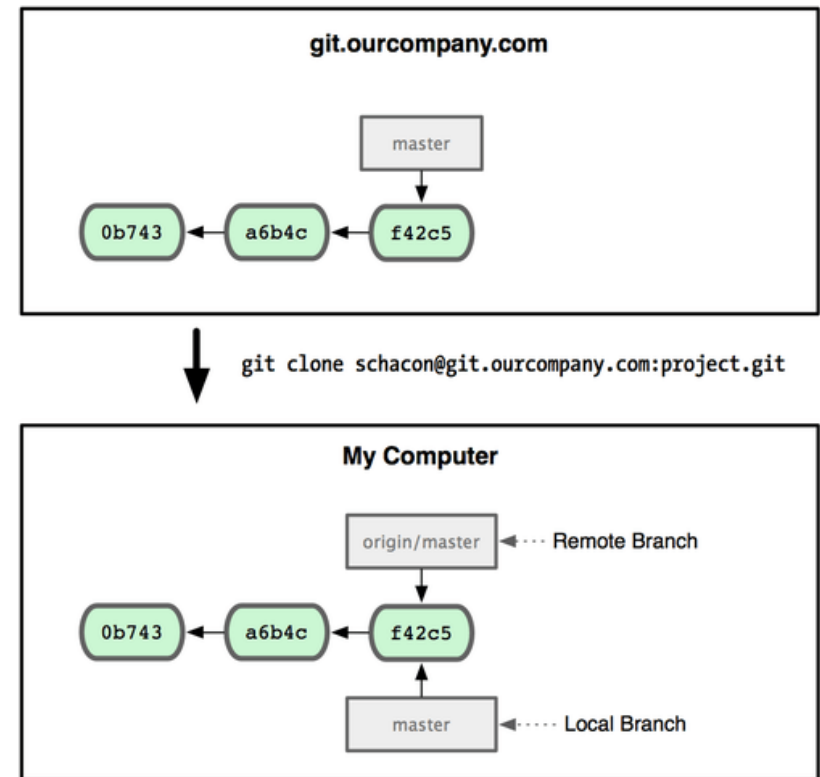 git.ourcompany.com
master
0b743 a6b4c f42c5
git clone schacon@git.ourcompany.com:project.git
My Computer
origin/master Remote Branch
0b743 a6b4c f42c5
master Local Branch